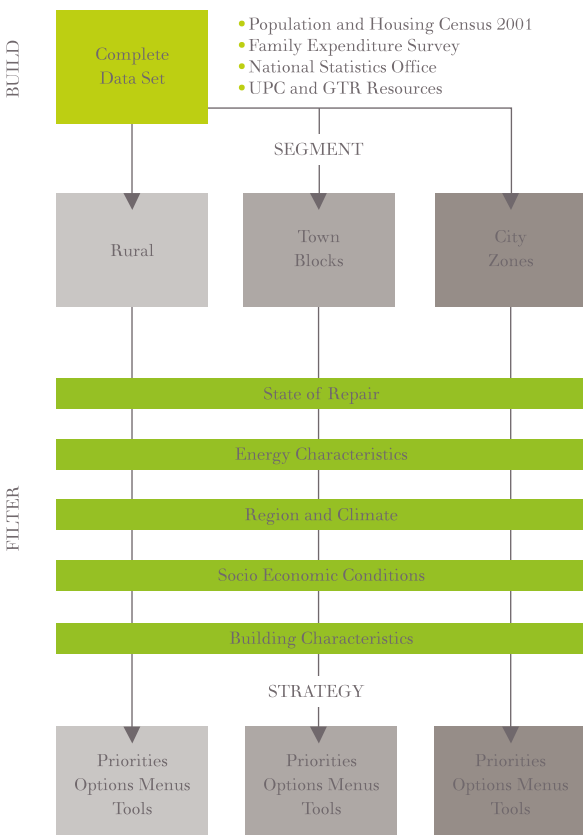 BUILD
Complete
Data Set
• Population and Housing Census 2001
• Family Expenditure Survey
• National Statistics Office
• UPC and GTR Resources
SEGMENT
Rural
Town
Blocks
City
Zones
FILTER
State of Repair
Energy Characteristics
Region and Climate
Socio Economic Conditions
Building Characteristics
STRATEGY
Priorities
Options Menus
Tools
Priorities
Options Menus
Tools
Priorities
Options Menus
Tools